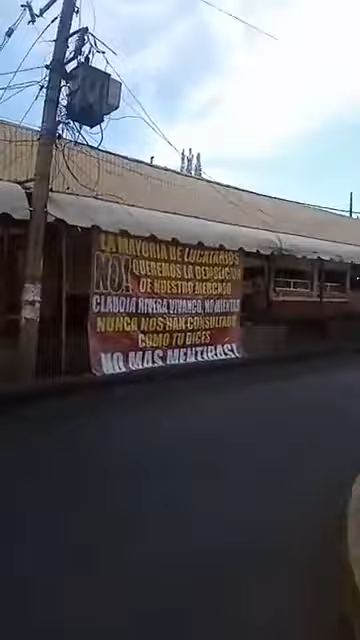 LA MAYORIA DE LOCATARIOS
NO! QUEREMOS LA DEMOLICION
DE NUESTRO MERCADO
CLAUDIA RIVERA VIVANCO, NO MIENTAS
NUNCA NOS HAN CONSULTADO
COMO TU DICES
NO MAS MENTIRAS!